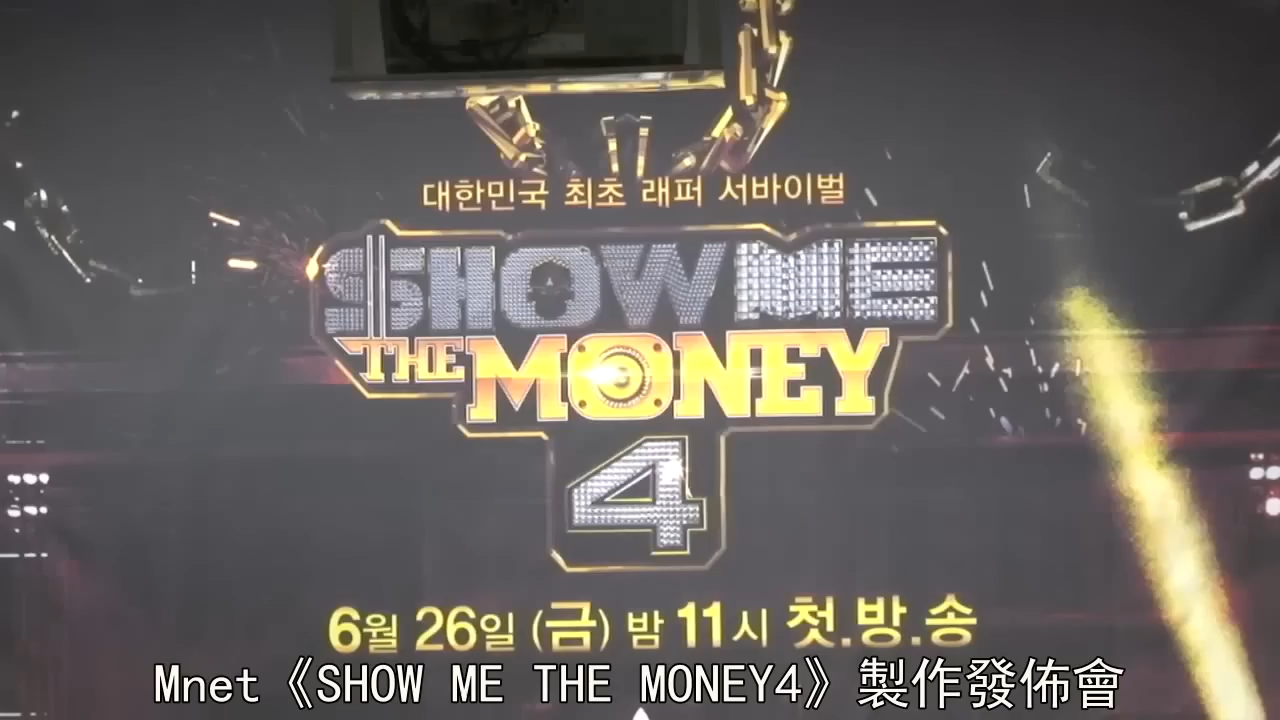 대한민국 최초 래퍼 서바이벌
SHOW ME
THE MONEY
4
6월 26일 (금) 밤 11시 첫.방.송
Mnet《SHOW ME THE MONEY4》製作發佈會